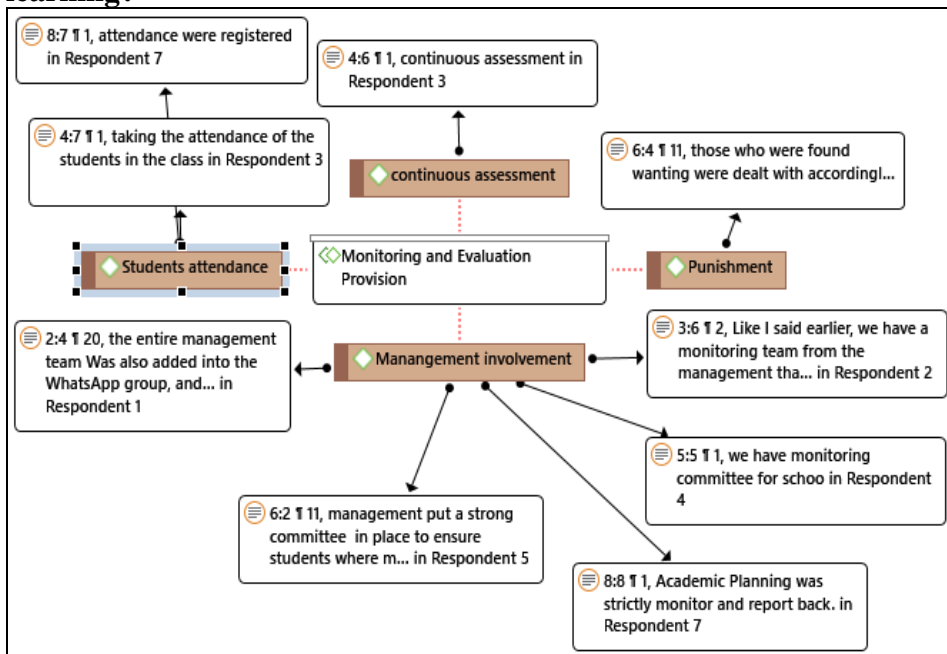 learning?
8:7 ¶ 1, attendance were registered
in Respondent 7
4:6 ¶ 1, continuous assessment in
Respondent 3
4:7 ¶ 1, taking the attendance of the
students in the class in Respondent 3
6:4 ¶ 11, those who were found
wanting were dealt with accordingl...
continuous assessment
Students attendance
Monitoring and Evaluation
Provision
Punishment
2:4 ¶ 20, the entire management
team Was also added into the
WhatsApp group, and... in
Respondent 1
Manangement involvement
3:6 ¶ 2, Like I said earlier, we have a
monitoring team from the
management tha... in Respondent 2
5:5 ¶ 1, we have monitoring
committee for schoo in Respondent
4
6:2 ¶ 11, management put a strong
committee in place to ensure
students where m... in Respondent 5
8:8 ¶ 1, Academic Planning was
strictly monitor and report back. in
Respondent 7